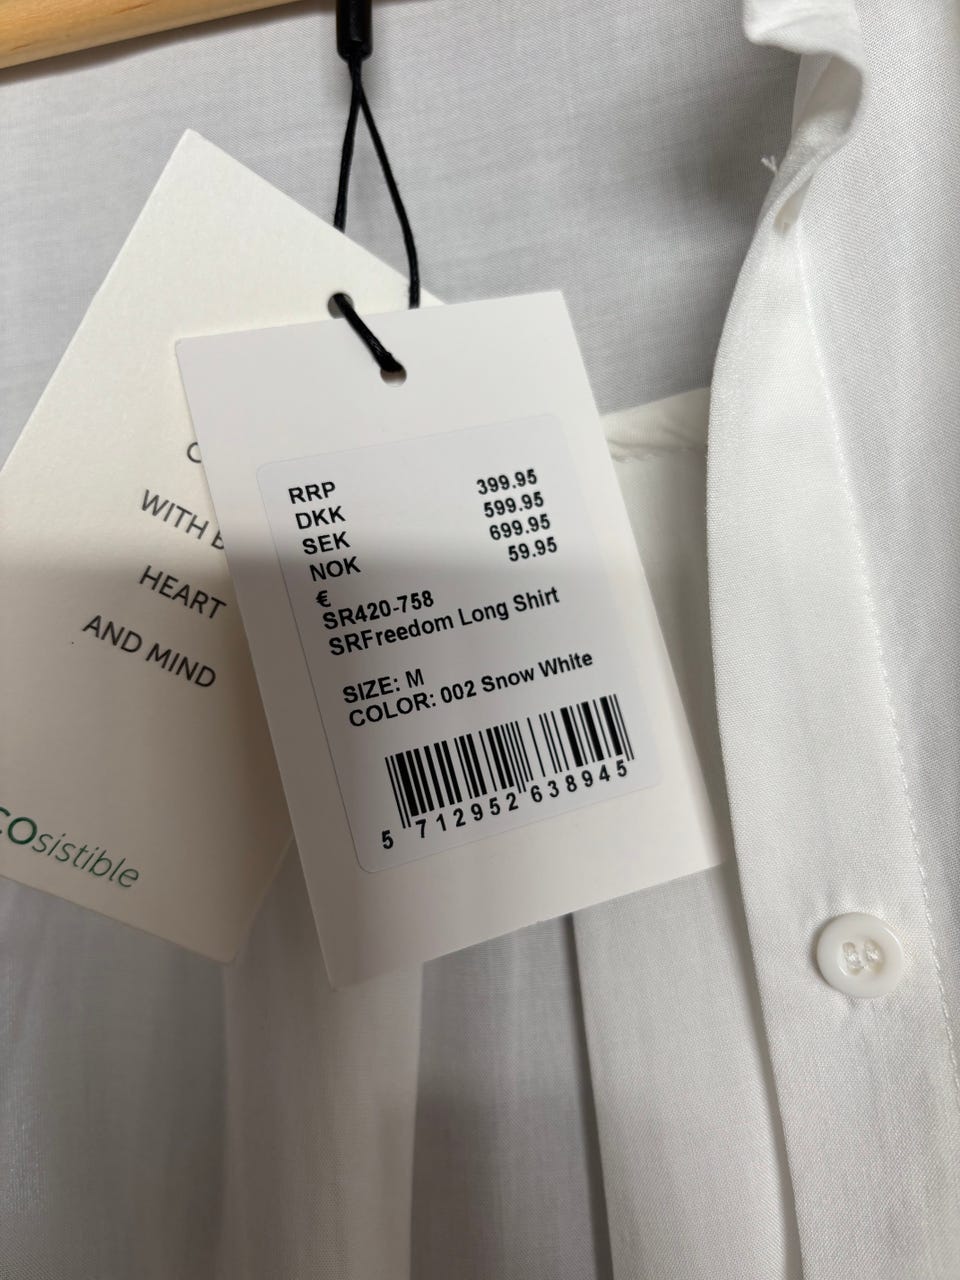 WITH
HEART
AND MIND
COsistible
RRP
DKK 399.95
SEK 599.95
NOK 699.95
€ 59.95
SR420-758
SRFreedom Long Shirt
SIZE: M
COLOR: 002 Snow White
5 712952 638945